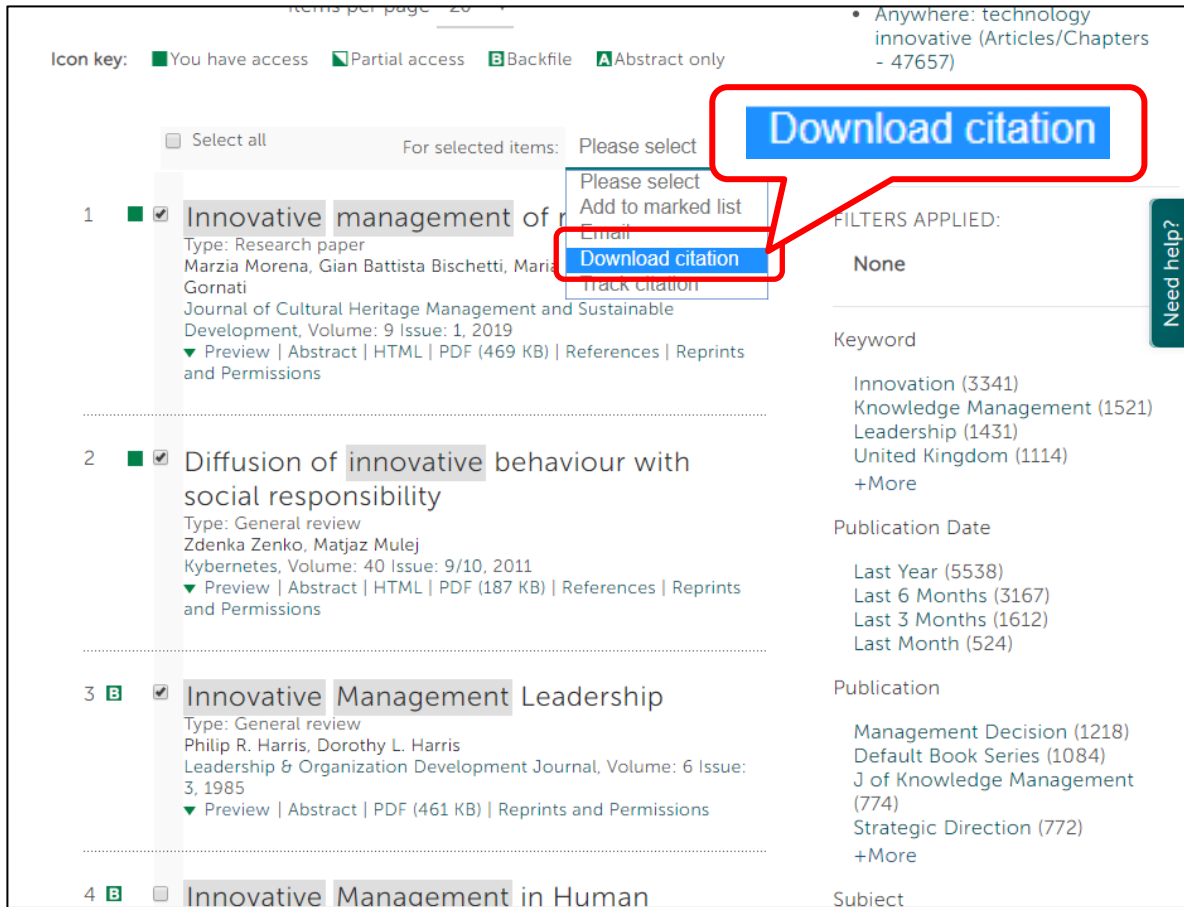 Items per page 20
• Anywhere: technology
innovative (Articles/Chapters
- 47657)
Icon key: You have access Partial access B Backfile A Abstract only
Download citation
Select all For selected items: Please select
Please select
Add to marked list
Email
Download citation
Track citation
1 Innovative management of
Type: Research paper
Marzia Morena, Gian Battista Bischetti, Maria
Gornati
Journal of Cultural Heritage Management and Sustainable
Development, Volume: 9 Issue: 1, 2019
▼ Preview | Abstract | HTML | PDF (469 KB) | References | Reprints
and Permissions
2 Diffusion of innovative behaviour with
social responsibility
Type: General review
Zdenka Zenko, Matjaz Mulej
Kybernetes, Volume: 40 Issue: 9/10, 2011
▼ Preview | Abstract | HTML | PDF (187 KB) | References | Reprints
and Permissions
3 B Innovative Management Leadership
Type: General review
Philip R. Harris, Dorothy L. Harris
Leadership & Organization Development Journal, Volume: 6 Issue:
3, 1985
▼ Preview | Abstract | PDF (461 KB) | Reprints and Permissions
4 B Innovative Management in Human
FILTERS APPLIED:
None
Need help?
Keyword
Innovation (3341)
Knowledge Management (1521)
Leadership (1431)
United Kingdom (1114)
+More
Publication Date
Last Year (5538)
Last 6 Months (3167)
Last 3 Months (1612)
Last Month (524)
Publication
Management Decision (1218)
Default Book Series (1084)
J of Knowledge Management
(774)
Strategic Direction (772)
+More
Subject